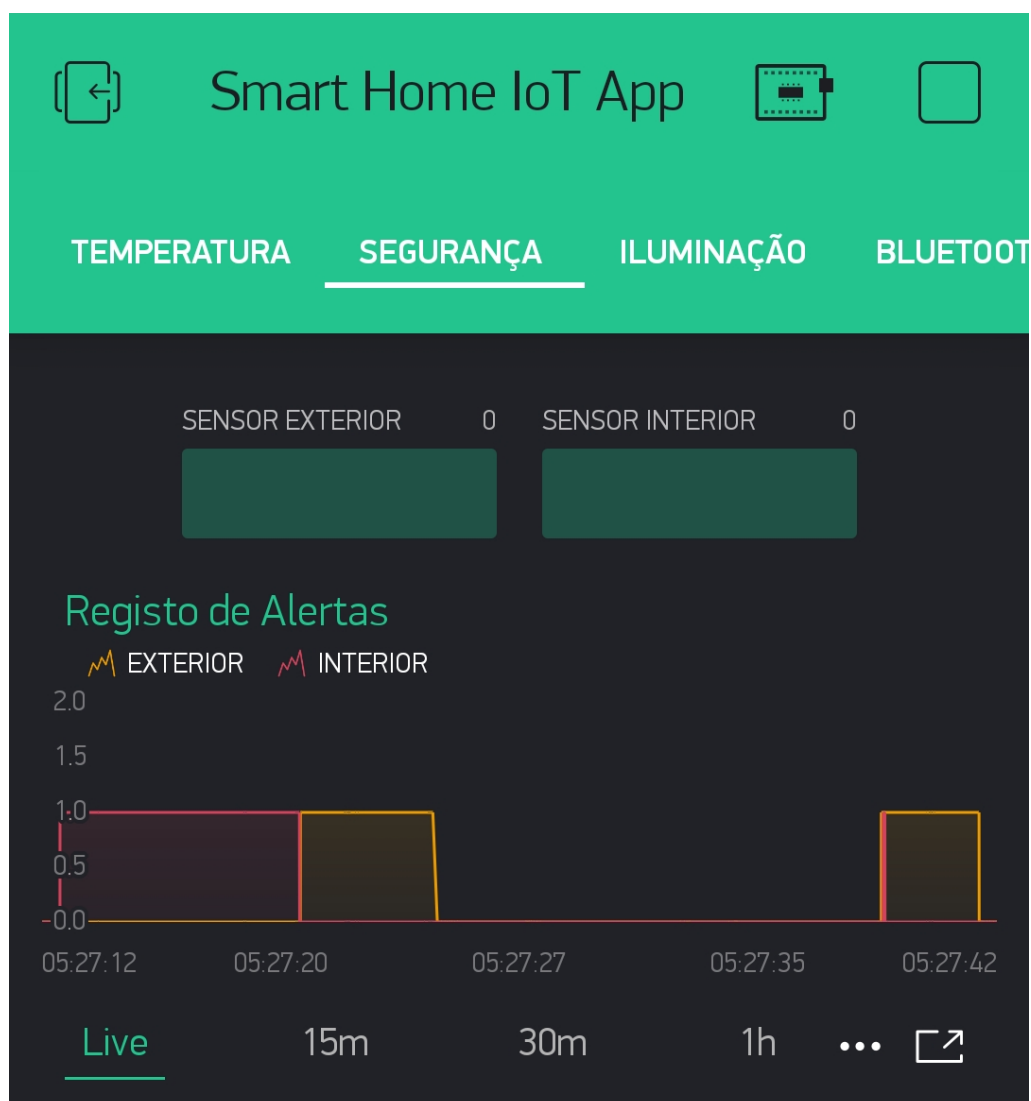 Smart Home IoT App
TEMPERATURA SEGURANÇA ILUMINAÇÃO BLUETOOT
SENSOR EXTERIOR 0 SENSOR INTERIOR 0
Registo de Alertas
EXTERIOR INTERIOR
2.0
1.5
1.0
0.5
0.0
05:27:12 05:27:20 05:27:27 05:27:35 05:27:42
Live 15m 30m 1h ...